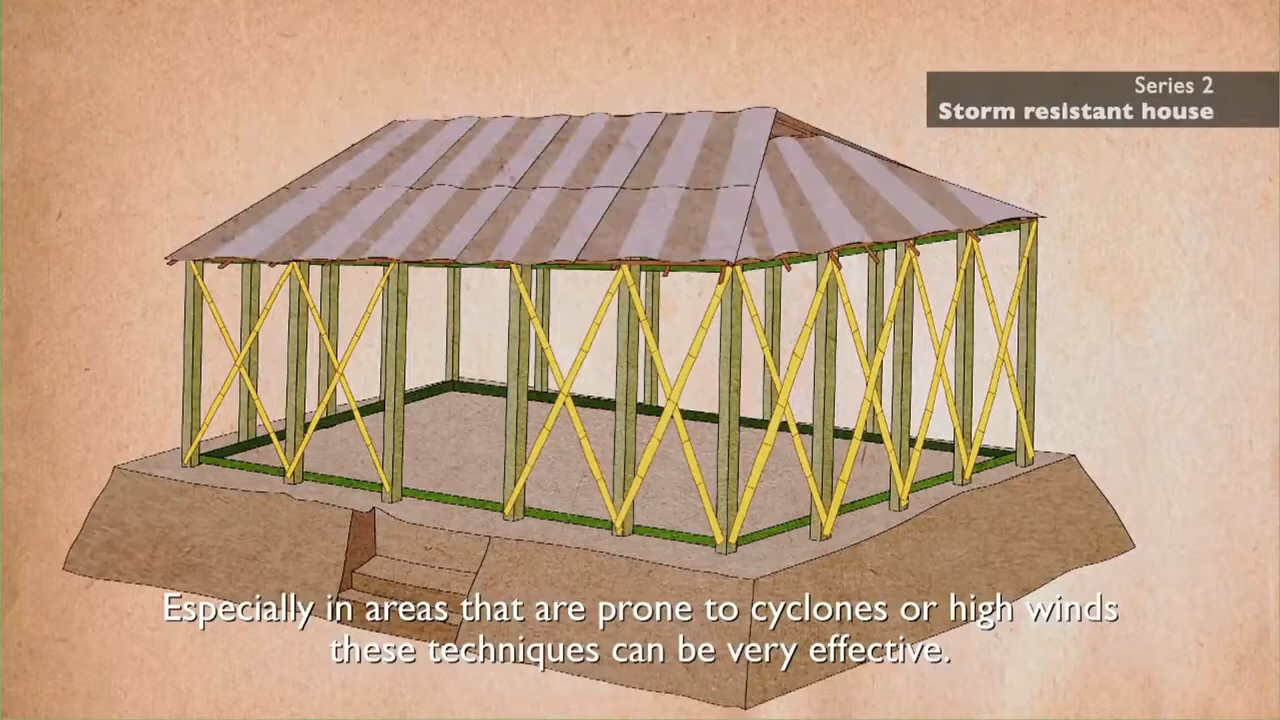 Series 2
Storm resistant house
Especially in areas that are prone to cyclones or high winds
these techniques can be very effective.